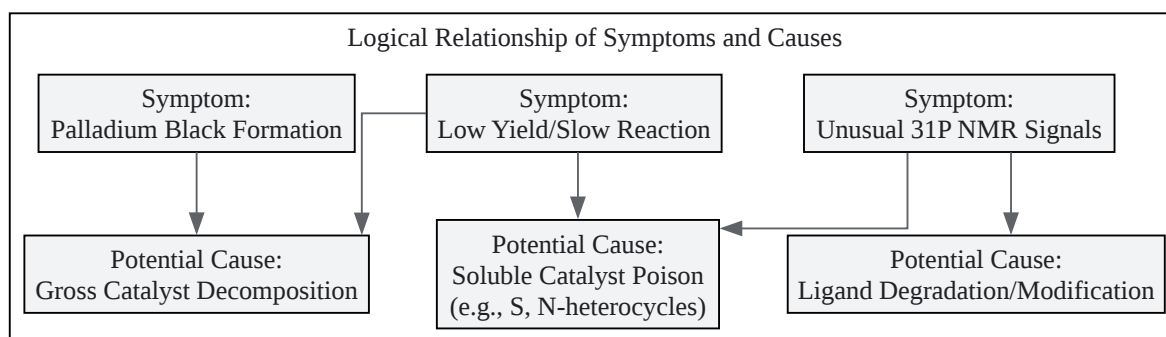 Logical Relationship of Symptoms and Causes
Symptom:
Palladium Black Formation
Symptom:
Low Yield/Slow Reaction
Symptom:
Unusual 31P NMR Signals
Potential Cause:
Gross Catalyst Decomposition
Potential Cause:
Soluble Catalyst Poison
(e.g., S, N-heterocycles)
Potential Cause:
Ligand Degradation/Modification